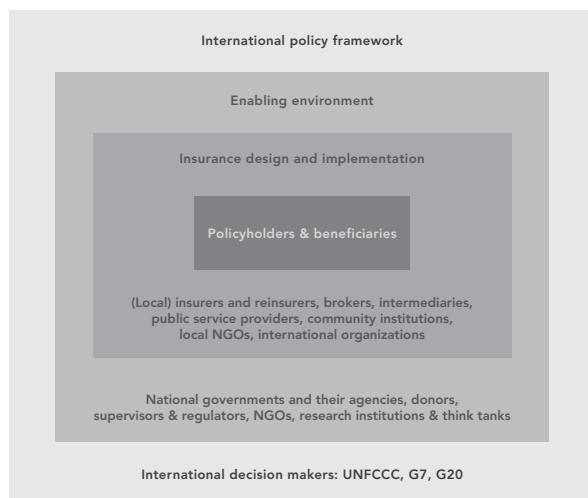 International policy framework
Enabling environment
Insurance design and implementation
Policyholders & beneficiaries
(Local) insurers and reinsurers, brokers, intermediaries,
public service providers, community institutions,
local NGOs, international organizations
National governments and their agencies, donors,
supervisors & regulators, NGOs, research institutions & think tanks
International decision makers: UNFCCC, G7, G20